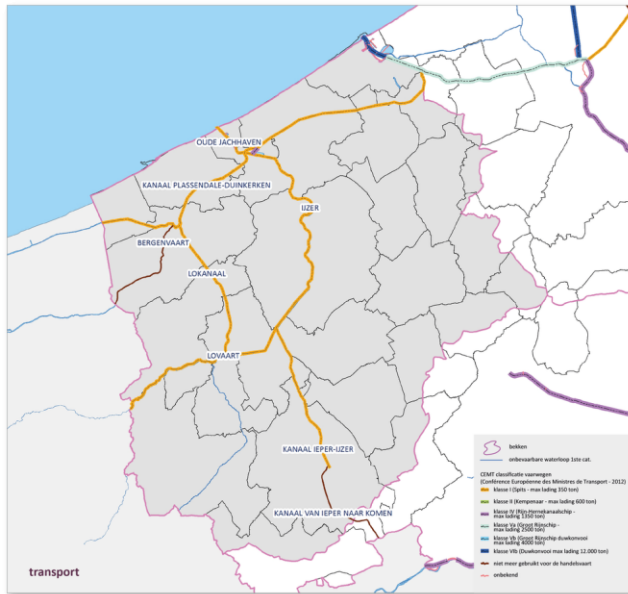 OUDE JACHHAVEN
KANAAL PLASSENDALE-DUINKERKEN
IJZER
BERGENVAART
LOKANAAL
LOVAART
KANAAL IEPER-IJZER
KANAAL VAN IEPER NAAR KOMEN
transport
bekken
onbevaarbare waterloop 1ste cat.
CEMT classificatie vaarwegen
(Conférence Européenne des Ministres
de Transport - 2012)
klasse I (Spits - max lading 350 ton)
klasse II (Kempenaar - max lading 600 ton)
klasse IV (Rijn-Hernekanaalschip -
max lading 1350 ton)
klasse Va (Groot Rijnschip -
max lading 2500 ton)
klasse Vb (Groot Rijnschip duwkonvooi
max lading 4000 ton)
klasse VIb (Duwkonvooi max lading 12.000 ton)
niet meer gebruikt voor de handelsvaart
onbekend